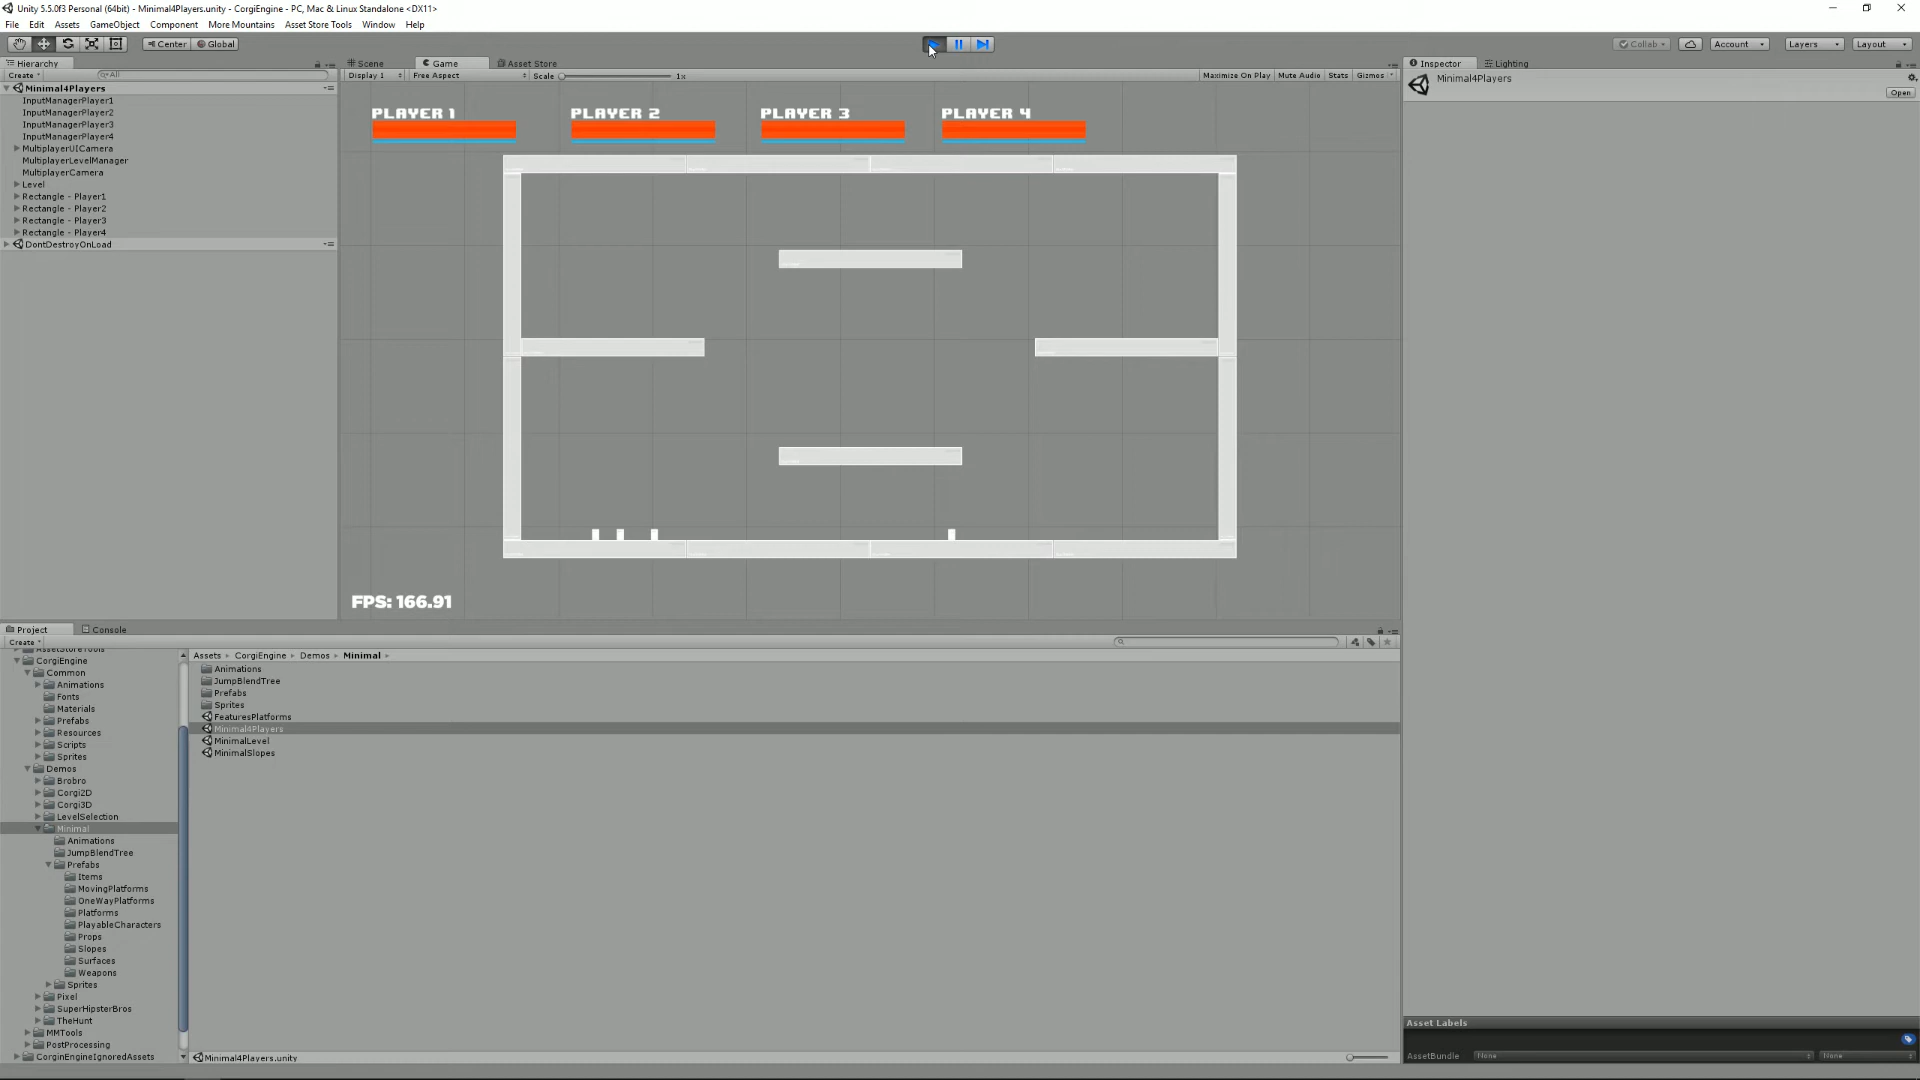 Unity 5.5.0f3 Personal (64bit) - Minimal4Players.unity - CorgiEngine - PC, Mac & Linux Standalone <DX11>
File Edit Assets GameObject Component More Mountains Asset Store Tools Window Help
Center Global Collab Account Layers Layout
Hierarchy
Create All
Minimal4Players
InputManagerPlayer1
InputManagerPlayer2
InputManagerPlayer3
InputManagerPlayer4
MultiplayerUICamera
MultiplayerLevelManager
MultiplayerCamera
Level
Rectangle - Player1
Rectangle - Player2
Rectangle - Player3
Rectangle - Player4
DontDestroyOnLoad
Scene Game Asset Store
Display 1 Free Aspect Scale 1x Maximize On Play Mute Audio Stats Gizmos
PLAYER 1 PLAYER 2 PLAYER 3 PLAYER 4
FPS: 166.91
Inspector Lighting
Minimal4Players
Open
Project Console
Create
AssetStoreTools
CorgiEngine
Common
Animations
Fonts
Materials
Prefabs
Resources
Scripts
Sprites
Demos
Brobro
Corgi2D
Corgi3D
LevelSelection
Minimal
Animations
JumpBlendTree
Prefabs
Items
MovingPlatforms
OneWayPlatforms
Platforms
PlayableCharacters
Props
Slopes
Surfaces
Weapons
Sprites
Pixel
SuperHipsterBros
TheHunt
MMTools
PostProcessing
CorginEngineIgnoredAssets
Assets CorgiEngine Demos Minimal
Animations
JumpBlendTree
Prefabs
Sprites
FeaturesPlatforms
Minimal4Players
MinimalLevel
MinimalSlopes
Minimal4Players.unity
Asset Labels
AssetBundle None None